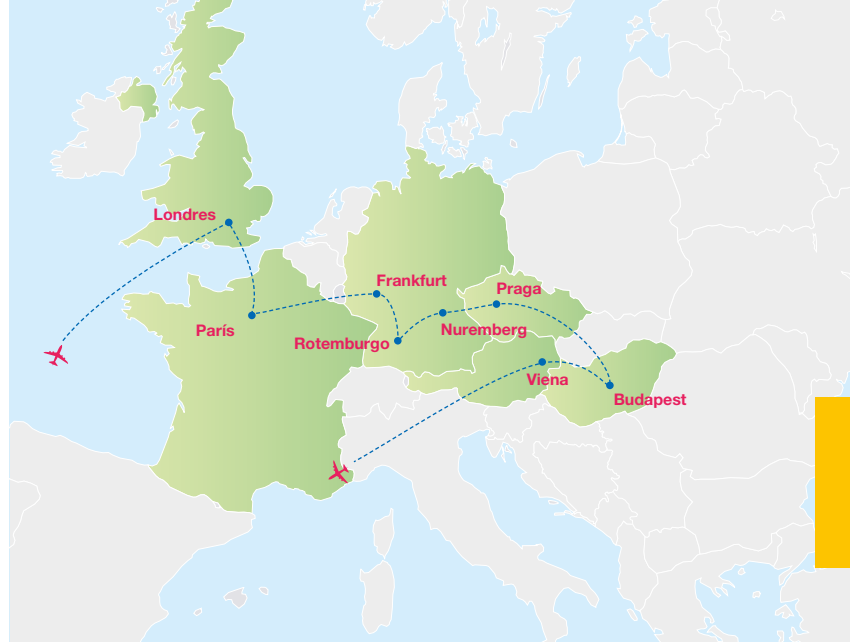 Londres
Frankfurt
Praga
París
Rotemburgo
Nuremberg
Viena
Budapest